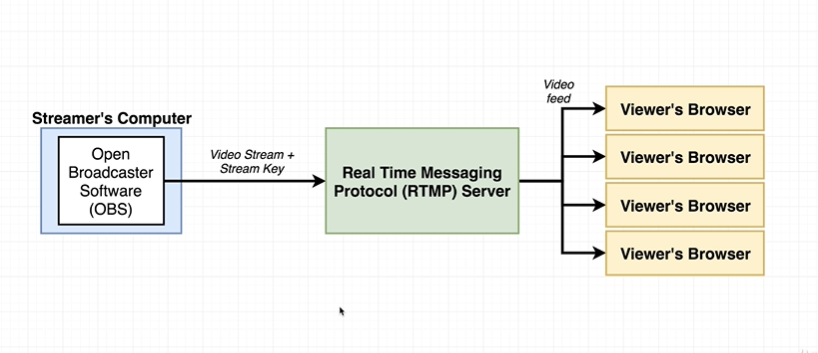 Streamer's Computer
Open
Broadcaster
Software
(OBS)
Video Stream +
Stream Key
Real Time Messaging
Protocol (RTMP) Server
Video
feed
Viewer's Browser
Viewer's Browser
Viewer's Browser
Viewer's Browser